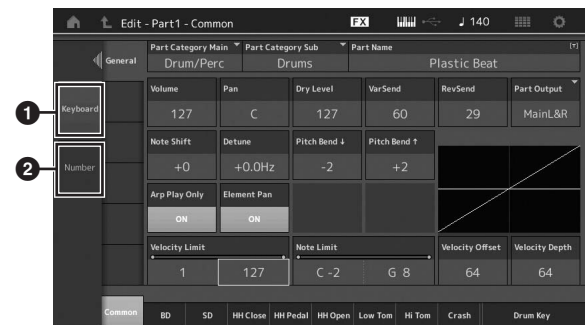 Edit - Part1 - Common
FX
140
General
Part Category Main
Part Category Sub
Part Name
[T]
Drum/Perc
Drums
Plastic Beat
1
Keyboard
Volume
Pan
Dry Level
VarSend
RevSend
Part Output
127
C
127
60
29
MainL&R
2
Number
Note Shift
Detune
Pitch Bend ↓
Pitch Bend ↑
+0
+0.0Hz
-2
+2
Arp Play Only
Element Pan
ON
ON
Velocity Limit
Note Limit
Velocity Offset
Velocity Depth
1
127
C -2
G 8
64
64
Common
BD
SD
HH Close
HH Pedal
HH Open
Low Tom
Hi Tom
Crash
Drum Key